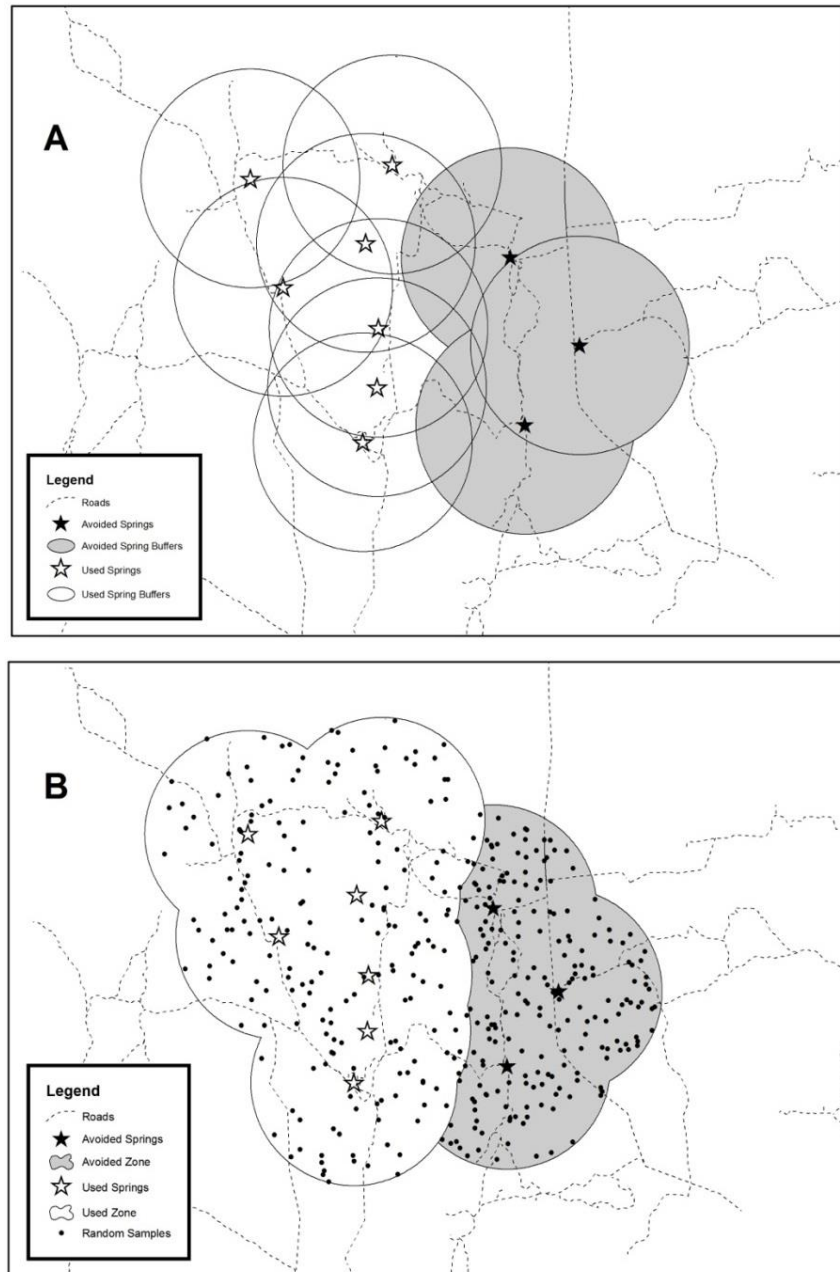 A
Legend
Roads
Avoided Springs
Avoided Spring Buffers
Used Springs
Used Spring Buffers
B
Legend
Roads
Avoided Springs
Avoided Zone
Used Springs
Used Zone
Random Samples